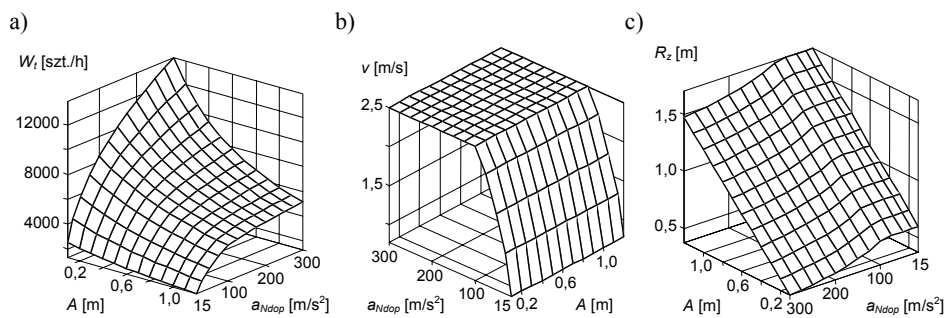 a)
W_t [szt./h]
12000
8000
4000
0,2
0,6
1,0
A [m]
15
100
200
300
a_Ndop [m/s²]
b)
v [m/s]
2,5
1,5
300
200
100
15
a_Ndop [m/s²]
0,2
0,6
1,0
A [m]
c)
R_z [m]
1,5
1,0
0,5
1,0
0,6
0,2
A [m]
300
200
100
15
a_Ndop [m/s²]